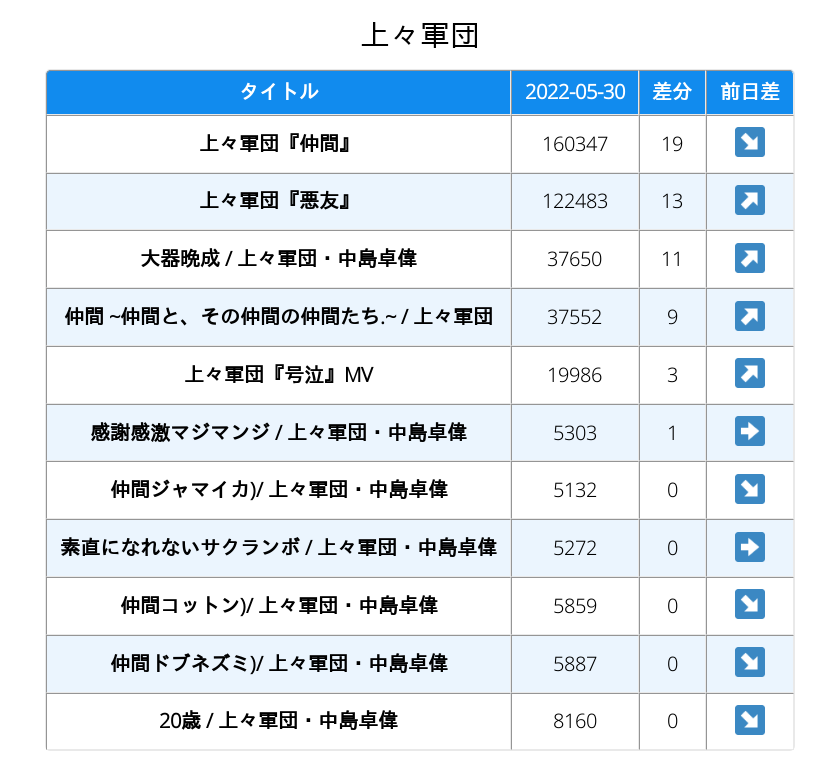 上々軍団
タイトル 2022-05-30 差分 前日差
上々軍団『仲間』 160347 19 ↘
上々軍団『悪友』 122483 13 ↗
大器晩成 / 上々軍団・中島卓偉 37650 11 ↗
仲間 ~仲間と、その仲間の仲間たち.~ / 上々軍団 37552 9 ↗
上々軍団『号泣』MV 19986 3 ↗
感謝感激マジマンジ / 上々軍団・中島卓偉 5303 1 ➡
仲間ジャマイカ)/ 上々軍団・中島卓偉 5132 0 ↘
素直になれないサクランボ / 上々軍団・中島卓偉 5272 0 ➡
仲間コットン)/ 上々軍団・中島卓偉 5859 0 ↘
仲間ドブネズミ)/ 上々軍団・中島卓偉 5887 0 ↘
20歳 / 上々軍団・中島卓偉 8160 0 ↘